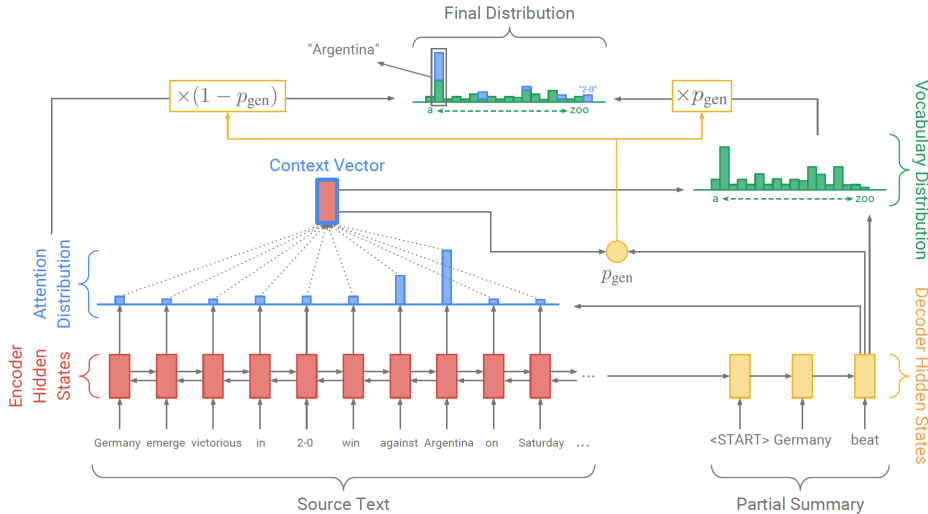 Final Distribution
"Argentina"
×(1 − p_gen)
"2-0"
×p_gen
a
zoo
Context Vector
Vocabulary Distribution
a
zoo
Attention
Distribution
p_gen
Encoder
Hidden
States
...
Decoder Hidden States
Germany emerge victorious in 2-0 win against Argentina on Saturday ...
<START> Germany beat
Source Text
Partial Summary